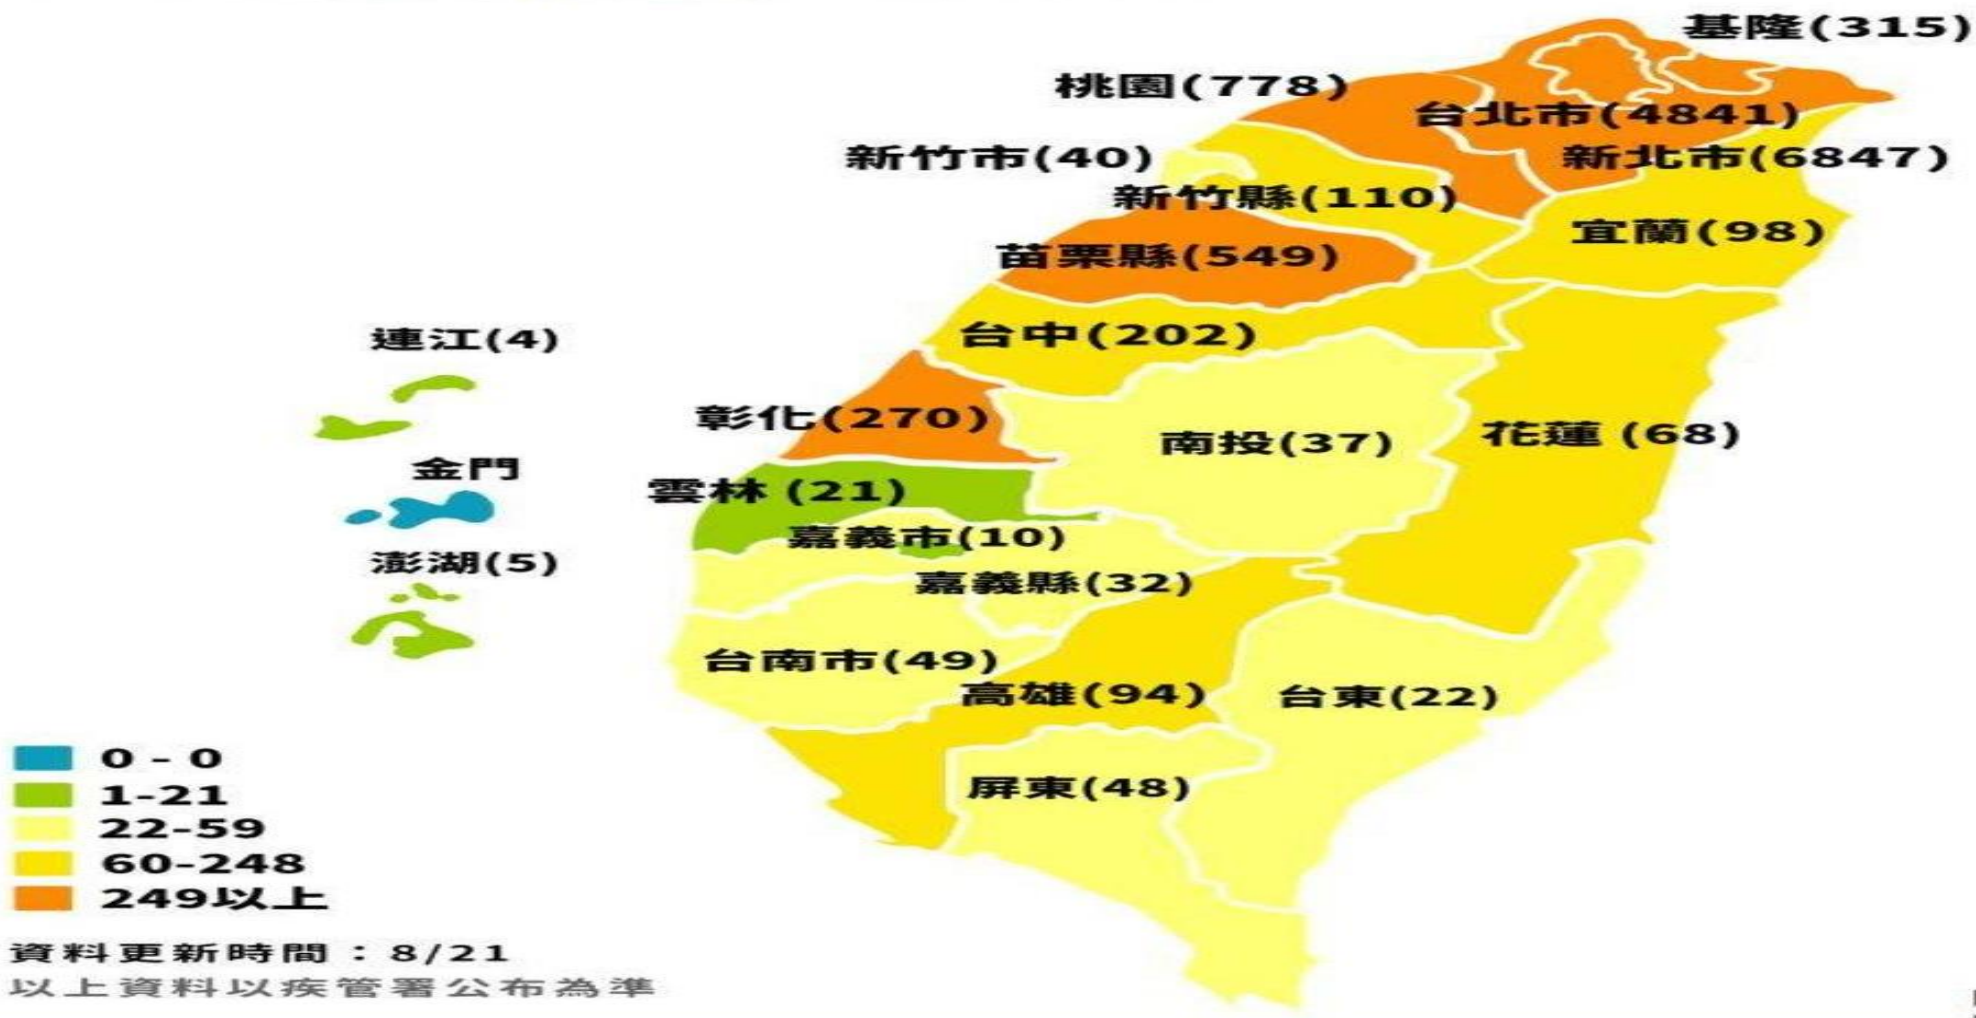 基隆(315)
桃園(778)
台北市(4841)
新竹市(40)
新北市(6847)
新竹縣(110)
宜蘭(98)
苗栗縣(549)
連江(4)
台中(202)
彰化(270)
南投(37)
花蓮 (68)
金門
雲林 (21)
嘉義市(10)
澎湖(5)
嘉義縣(32)
台南市(49)
高雄(94)
台東(22)
屏東(48)
0 - 0
1-21
22-59
60-248
249以上
資料更新時間：8/21
以上資料以疾管署公布為準